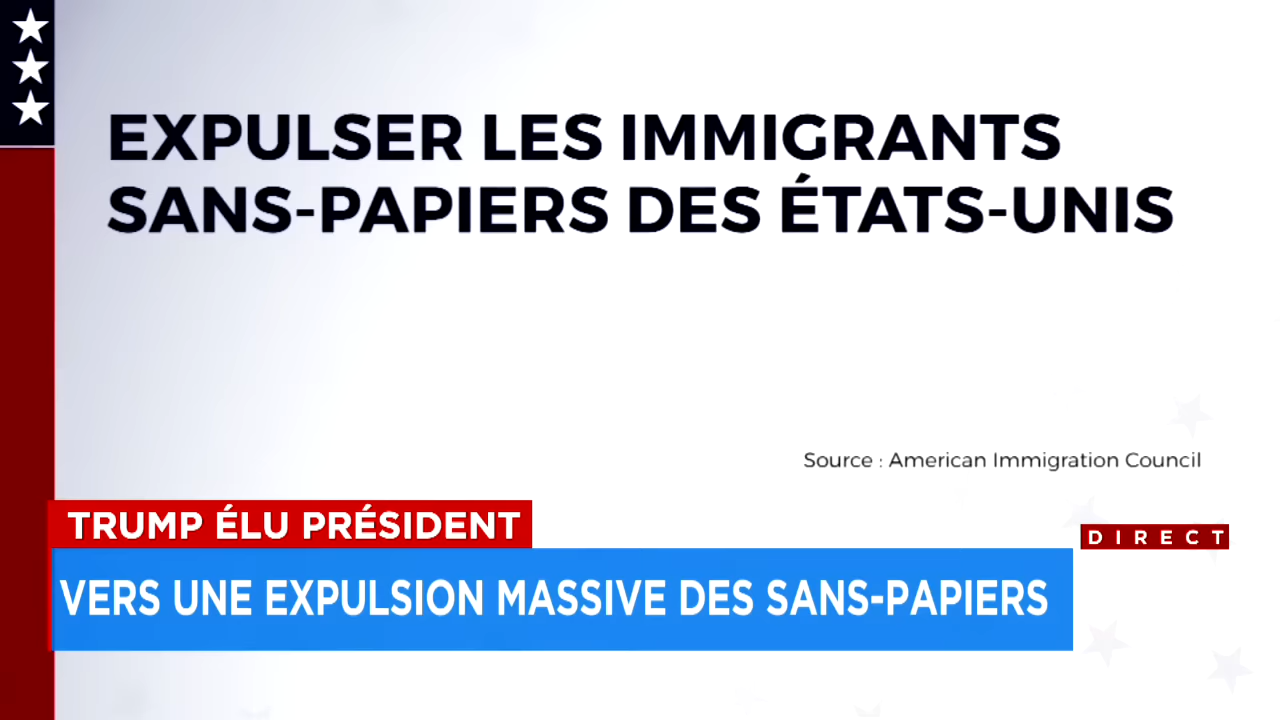 EXPULSER LES IMMIGRANTS
SANS-PAPIERS DES ÉTATS-UNIS
Source : American Immigration Council
TRUMP ÉLU PRÉSIDENT
DIRECT
VERS UNE EXPULSION MASSIVE DES SANS-PAPIERS